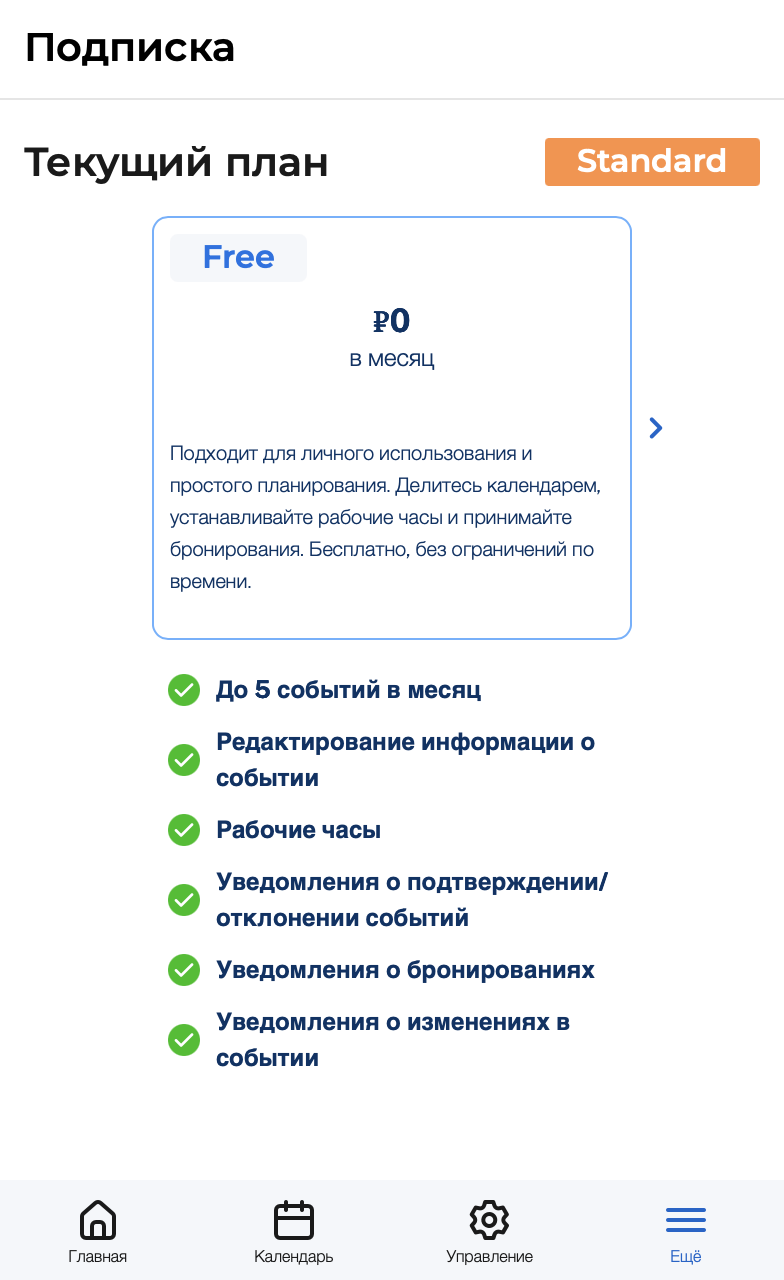 Подписка
Текущий план
Standard
Free
₽0
в месяц
Подходит для личного использования и
простого планирования. Делитесь календарем,
устанавливайте рабочие часы и принимайте
бронирования. Бесплатно, без ограничений по
времени.
До 5 событий в месяц
Редактирование информации о
событии
Рабочие часы
Уведомления о подтверждении/
отклонении событий
Уведомления о бронированиях
Уведомления о изменениях в
событии
Главная
Календарь
Управление
Ещё